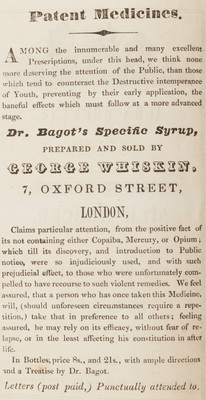 Patent Medicines.
AMONG the innumerable and many excellent
Prescriptions, under this head, we think none
more deserving the attention of the Public, than those
which tend to counteract the Destructive intemperance
of Youth, preventing by their early application, the
baneful effects which must follow at a more advanced
stage.
Dr. Bagot's Specific Syrup,
PREPARED AND SOLD BY
GEORGE WHISKIN,
7, OXFORD STREET,
LONDON,
Claims particular attention, from the positive fact of
its not containing either Copaiba, Mercury, or Opium;
which till its discovery, and introduction to Public
notice, were so injudiciously used, and with such
prejudicial effect, to those who were unfortunately com-
pelled to have recourse to such violent remedies. We feel
assured, that a person who has once taken this Medicine,
will, (should unforeseen circumstances require a repe-
tition,) take that in preference to all others; feeling
assured, he may rely on its efficacy, without fear of re-
lapse, or in the least affecting his constitution in after
life.
In Bottles, price 8s., and 21s., with ample directions
and a Treatise by Dr. Bagot.
Letters (post paid,) Punctually attended to.